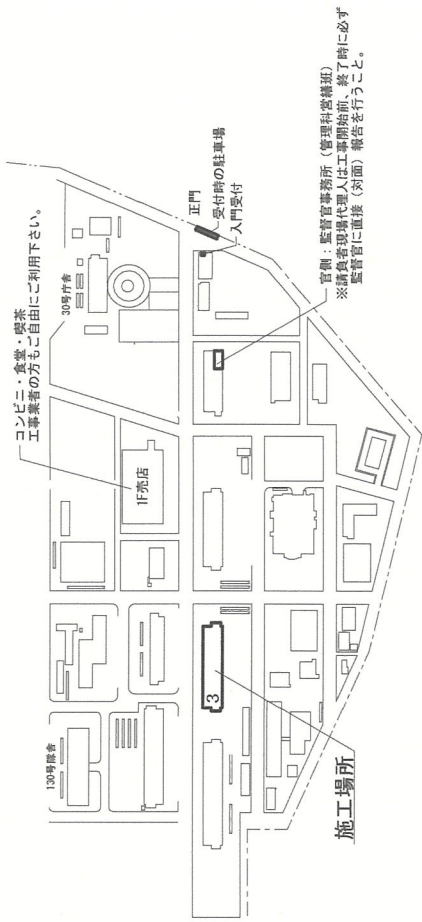 コンビニ・食堂・喫茶
工事業者の方もご自由にご利用下さい。
30号庁舎
正門
受付時の駐車場
入門受付
官側：監督官事務所（管理科営繕班）
※請負者現場代理人は工事開始前、終了時に必ず
監督官に直接（対面）報告を行うこと。
1F売店
130号隊舎
3
施工場所